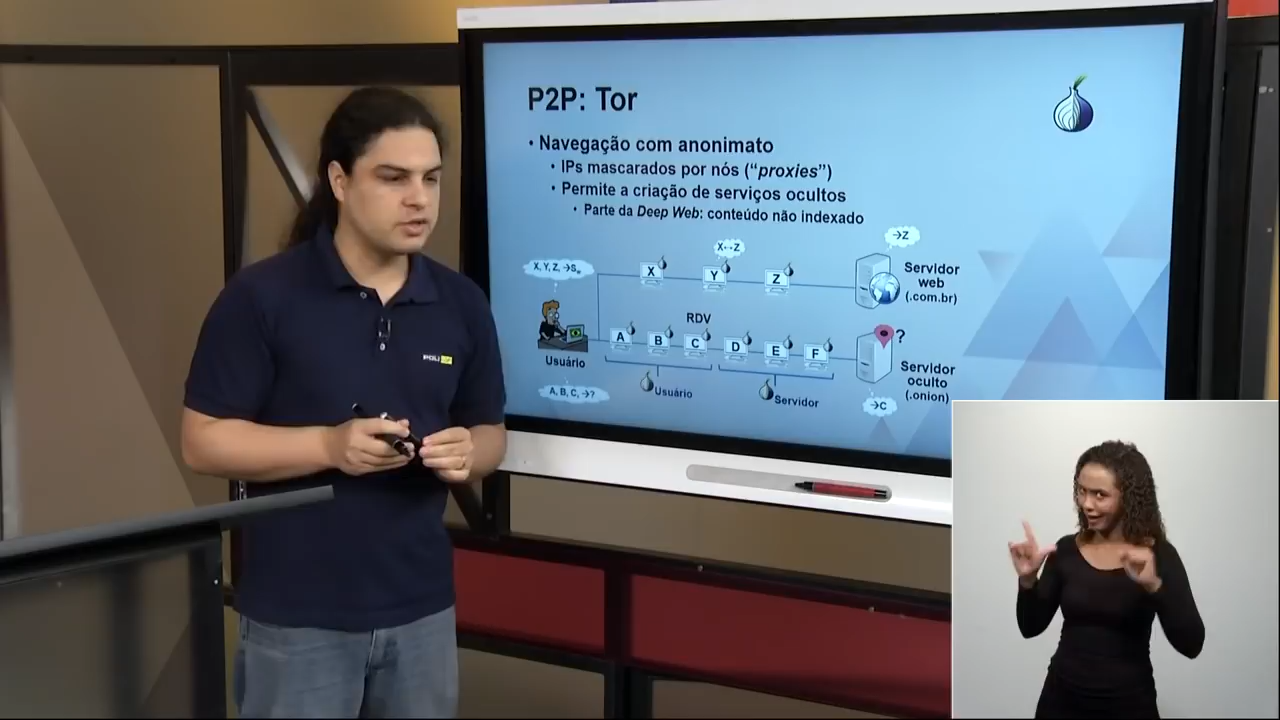 P2P: Tor
• Navegação com anonimato
• IPs mascarados por nós ("proxies")
• Permite a criação de serviços ocultos
• Parte da Deep Web: conteúdo não indexado
X↔Z
→Z
X, Y, Z, →
X
Y
Z
Servidor
web
(.com.br)
RDV
A
B
C
D
E
F
?
Usuário
Servidor
oculto
(.onion)
A, B, C, →?
Usuário
Servidor
→C
POLI